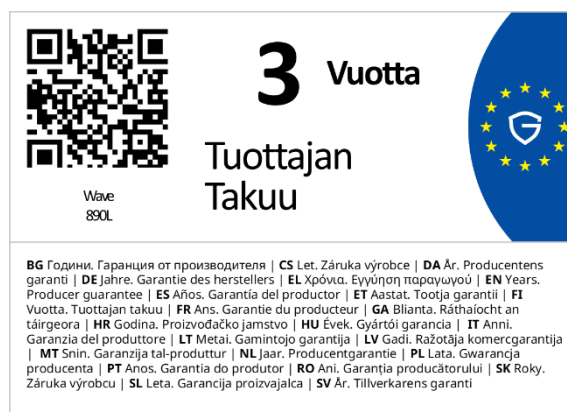 3 Vuotta
Tuottajan
Takuu
Wave
890L
BG Години. Гаранция от производителя | CS Let. Záruka výrobce | DA År. Producentens
garanti | DE Jahre. Garantie des herstellers | EL Χρόνια. Εγγύηση παραγωγού | EN Years.
Producer guarantee | ES Años. Garantía del productor | ET Aastat. Tootja garantii | FI
Vuotta. Tuottajan takuu | FR Ans. Garantie du producteur | GA Blianta. Ráthaíocht an
táirgeora | HR Godina. Proizvođačko jamstvo | HU Évek. Gyártói garancia | IT Anni.
Garanzia del produttore | LT Metai. Gamintojo garantija | LV Gadi. Ražotāja komercgarantija
| MT Snin. Garanzija tal-produttur | NL Jaar. Producentgarantie | PL Lata. Gwarancja
producenta | PT Anos. Garantia do produtor | RO Ani. Garanția producătorului | SK Roky.
Záruka výrobcu | SL Leta. Garancija proizvajalca | SV År. Tillverkarens garanti